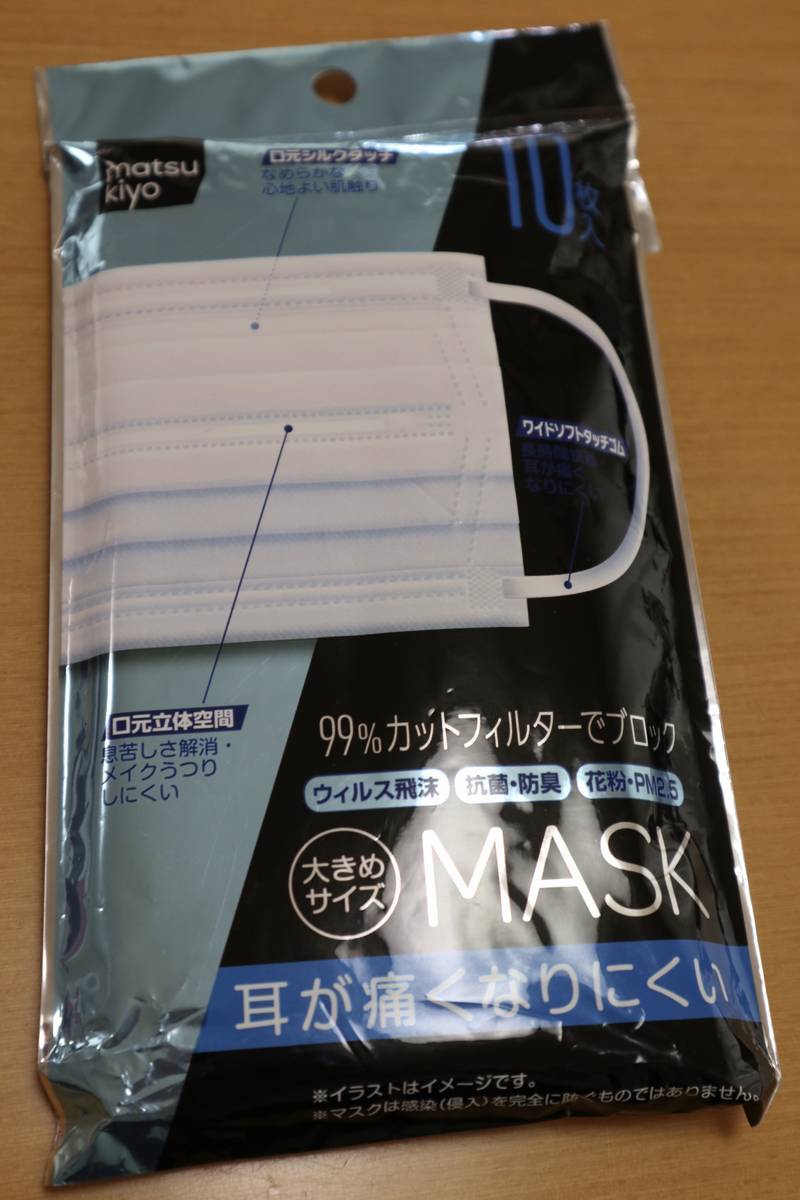 matsu
kiyo
口元シルクタッチ
なめらかな
心地よい肌触り
10枚入
ワイドソフトタッチゴム
耳が痛く
なりにくい
口元立体空間
息苦しさ解消・
メイクうつり
しにくい
99%カットフィルターでブロック
ウィルス飛沫 抗菌・防臭 花粉・PM2.5
大きめ
サイズ
MASK
耳が痛くなりにくい
※イラストはイメージです。
※マスクは感染(侵入)を完全に防ぐものではありません。